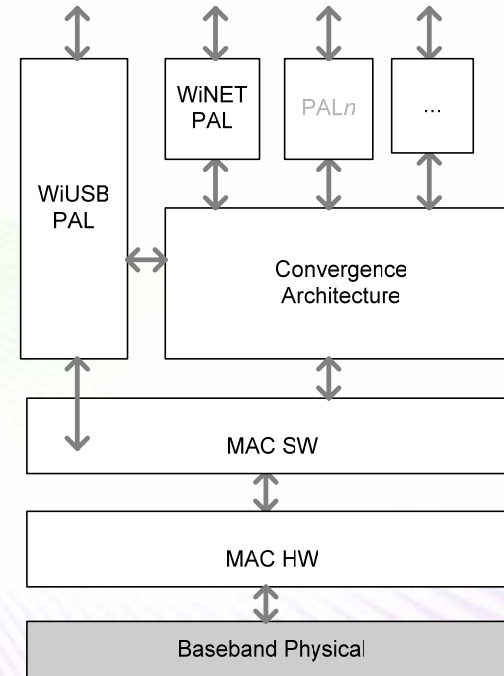 WiUSB
PAL
WiNET
PAL
PALn
...
Convergence
Architecture
MAC SW
MAC HW
Baseband Physical